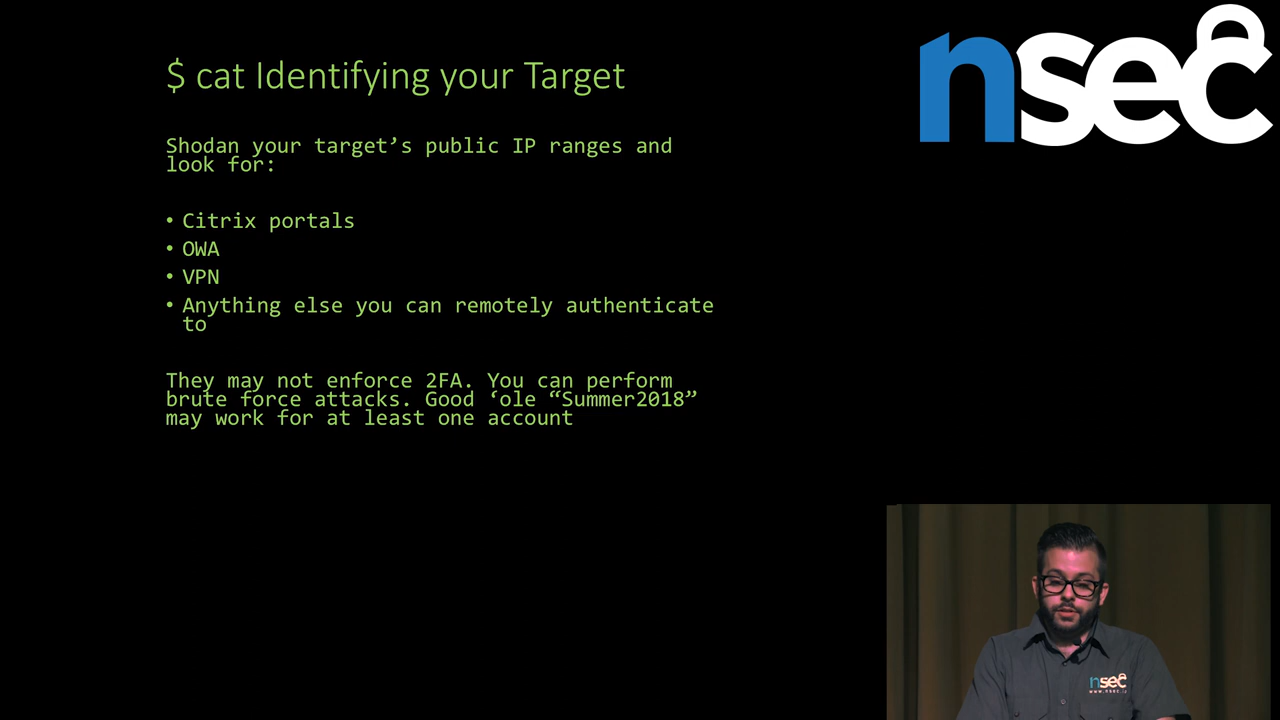 nsec
$ cat Identifying your Target
Shodan your target’s public IP ranges and
look for:
• Citrix portals
• OWA
• VPN
• Anything else you can remotely authenticate
to
They may not enforce 2FA. You can perform
brute force attacks. Good ‘ole “Summer2018”
may work for at least one account
nsec